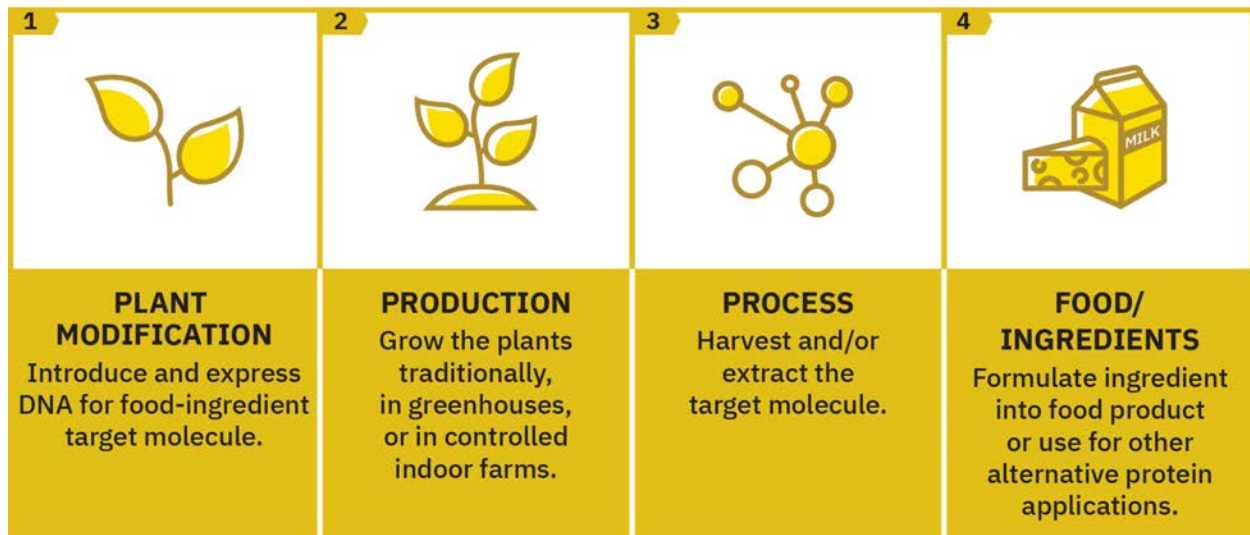 1
PLANT
MODIFICATION
Introduce and express
DNA for food-ingredient
target molecule.
2
PRODUCTION
Grow the plants
traditionally,
in greenhouses,
or in controlled
indoor farms.
3
PROCESS
Harvest and/or
extract the
target molecule.
4
MILK
FOOD/
INGREDIENTS
Formulate ingredient
into food product
or use for other
alternative protein
applications.